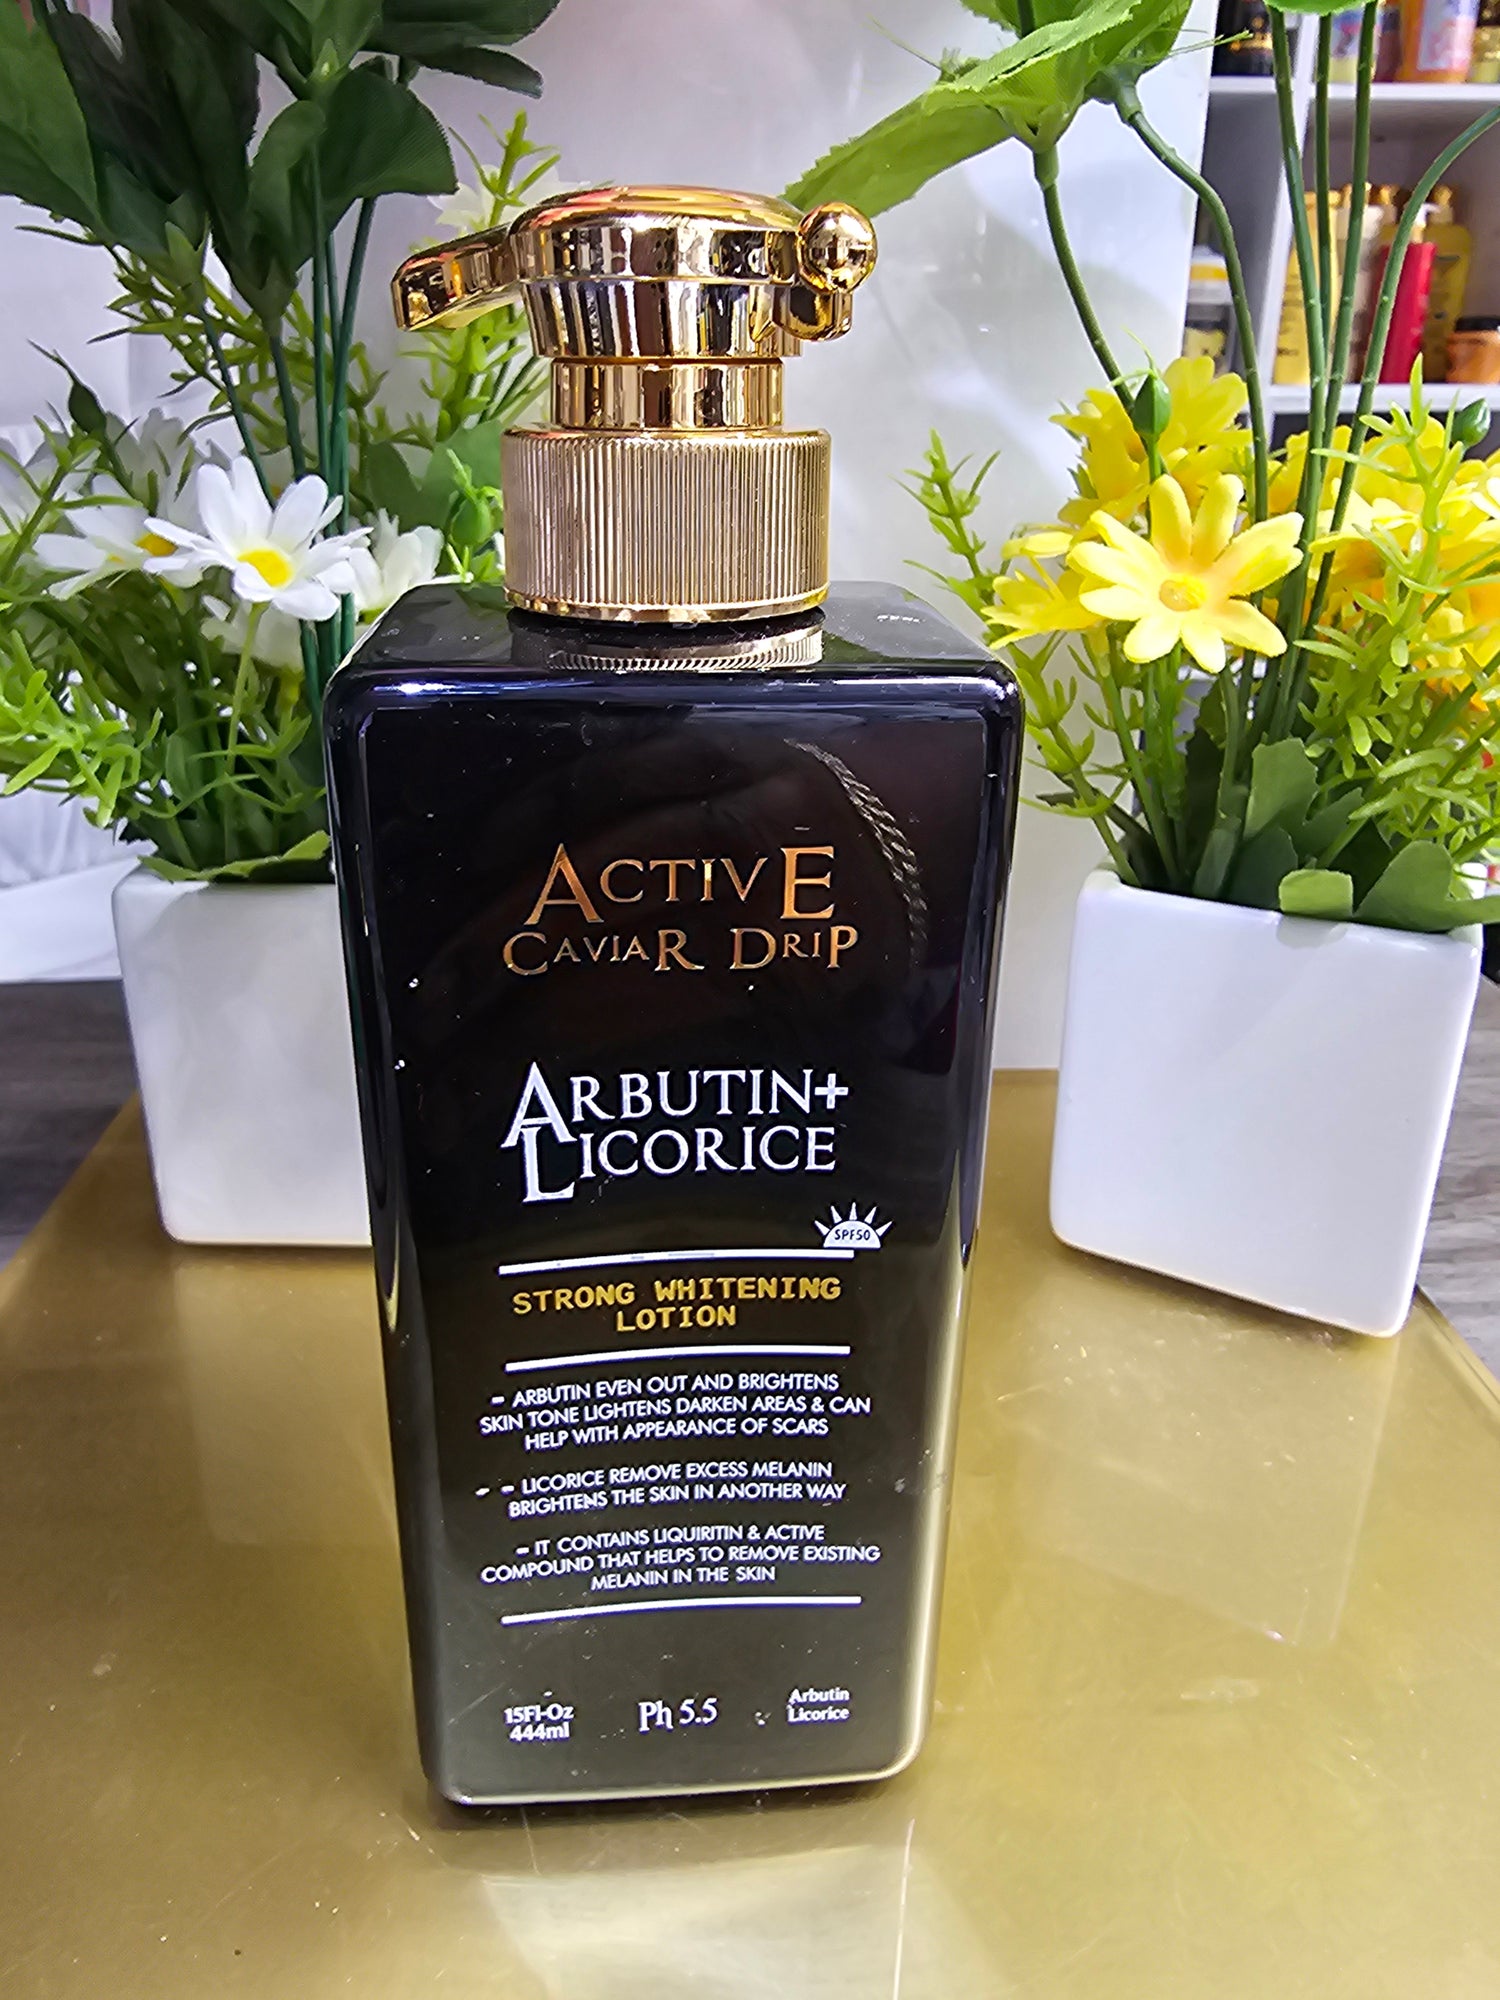 ACTIVE
CAVIAR DRIP
ARBUTIN+
LICORICE
SPF50
STRONG WHITENING
LOTION
- ARBUTIN EVEN OUT AND BRIGHTENS
SKIN TONE LIGHTENS DARKEN AREAS & CAN
HELP WITH APPEARANCE OF SCARS
- - LICORICE REMOVE EXCESS MELANIN
BRIGHTENS THE SKIN IN ANOTHER WAY
- IT CONTAINS LIQUIRITIN & ACTIVE
COMPOUND THAT HELPS TO REMOVE EXISTING
MELANIN IN THE SKIN
15Fl-Oz
444ml
Ph 5.5
Arbutin
Licorice